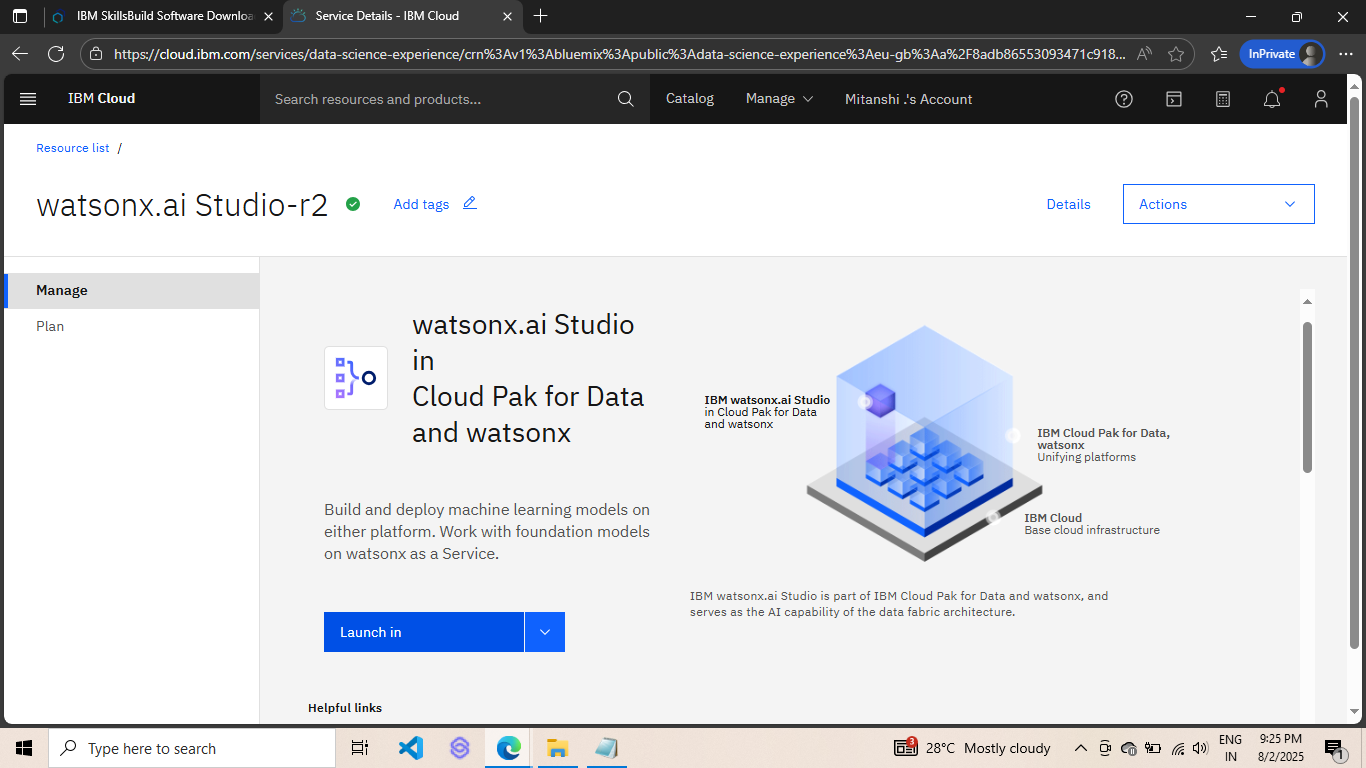 IBM SkillsBuild Software Downloa
Service Details - IBM Cloud
https://cloud.ibm.com/services/data-science-experience/crn%3Av1%3Abluemix%3Apublic%3Adata-science-experience%3Aeu-gb%3Aa%2F8adb86553093471c918...
InPrivate
IBM Cloud
Search resources and products...
Catalog
Manage
Mitanshi .'s Account
Resource list /
watsonx.ai Studio-r2
Add tags
Details
Actions
Manage
Plan
watsonx.ai Studio
in
Cloud Pak for Data
and watsonx
Build and deploy machine learning models on
either platform. Work with foundation models
on watsonx as a Service.
Launch in
IBM watsonx.ai Studio
in Cloud Pak for Data
and watsonx
IBM Cloud Pak for Data,
watsonx
Unifying platforms
IBM Cloud
Base cloud infrastructure
IBM watsonx.ai Studio is part of IBM Cloud Pak for Data and watsonx, and
serves as the AI capability of the data fabric architecture.
Helpful links
Type here to search
3
28°C Mostly cloudy
ENG
IN
9:25 PM
8/2/2025
1